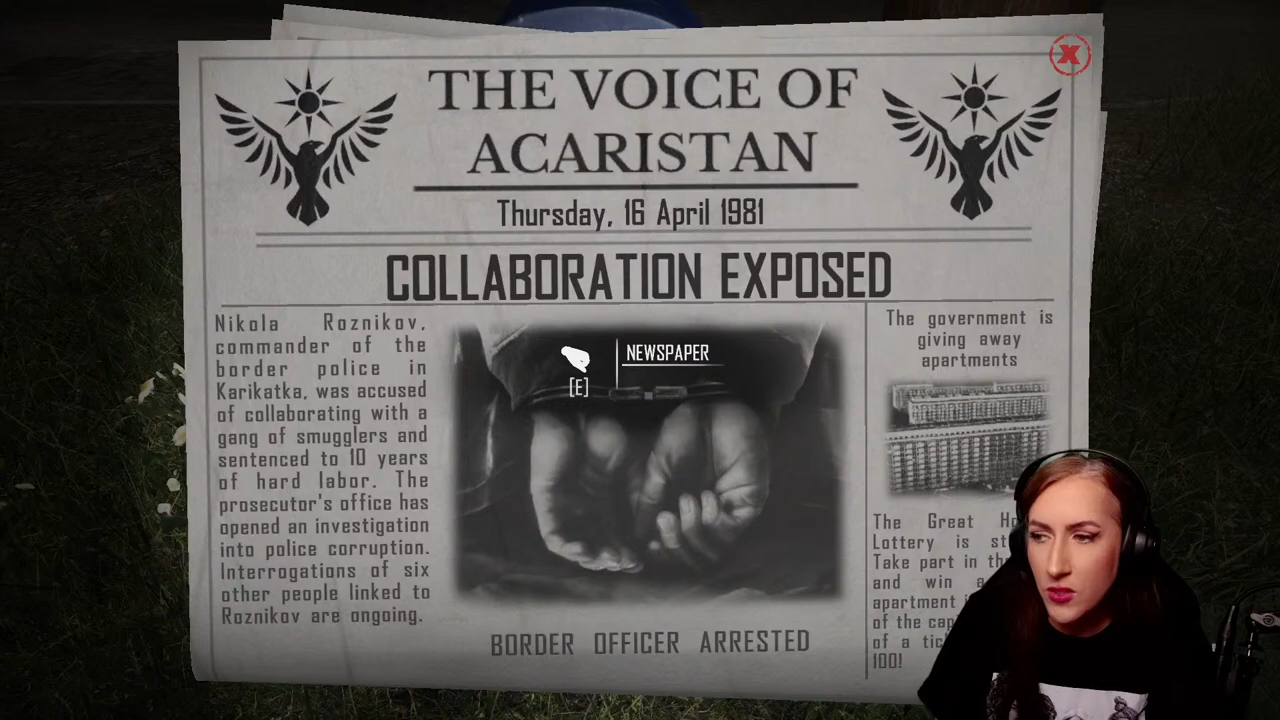 THE VOICE OF
ACARISTAN
Thursday, 16 April 1981
COLLABORATION EXPOSED
Nikola Roznikov,
commander of the
border police in
Karikatka, was accused
of collaborating with a
gang of smugglers and
sentenced to 10 years
of hard labor. The
prosecutor's office has
opened an investigation
into police corruption.
Interrogations of six
other people linked to
Roznikov are ongoing.
NEWSPAPER
[E]
BORDER OFFICER ARRESTED
The government is
giving away
apartments
The Great
Lottery is
Take part in
and win
apartment
of the
of a
100!
X